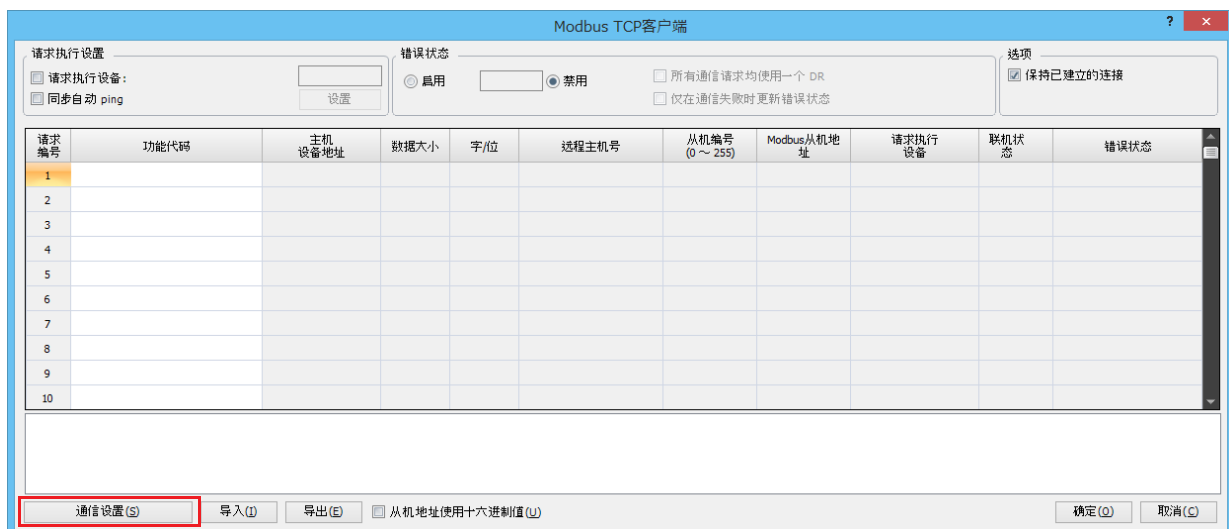 Modbus TCP客户端
?
×
请求执行设置
请求执行设备:
同步自动 ping
设置
错误状态
启用
禁用
所有通信请求均使用一个 DR
仅在通信失败时更新错误状态
选项
保持已建立的连接
请求
编号
功能代码
主机
设备地址
数据大小
字/位
远程主机号
从机编号
(0 ～ 255)
Modbus从机地
址
请求执行
设备
联机状
态
错误状态
1
2
3
4
5
6
7
8
9
10
通信设置(S)
导入(I)
导出(E)
从机地址使用十六进制值(U)
确定(O)
取消(C)